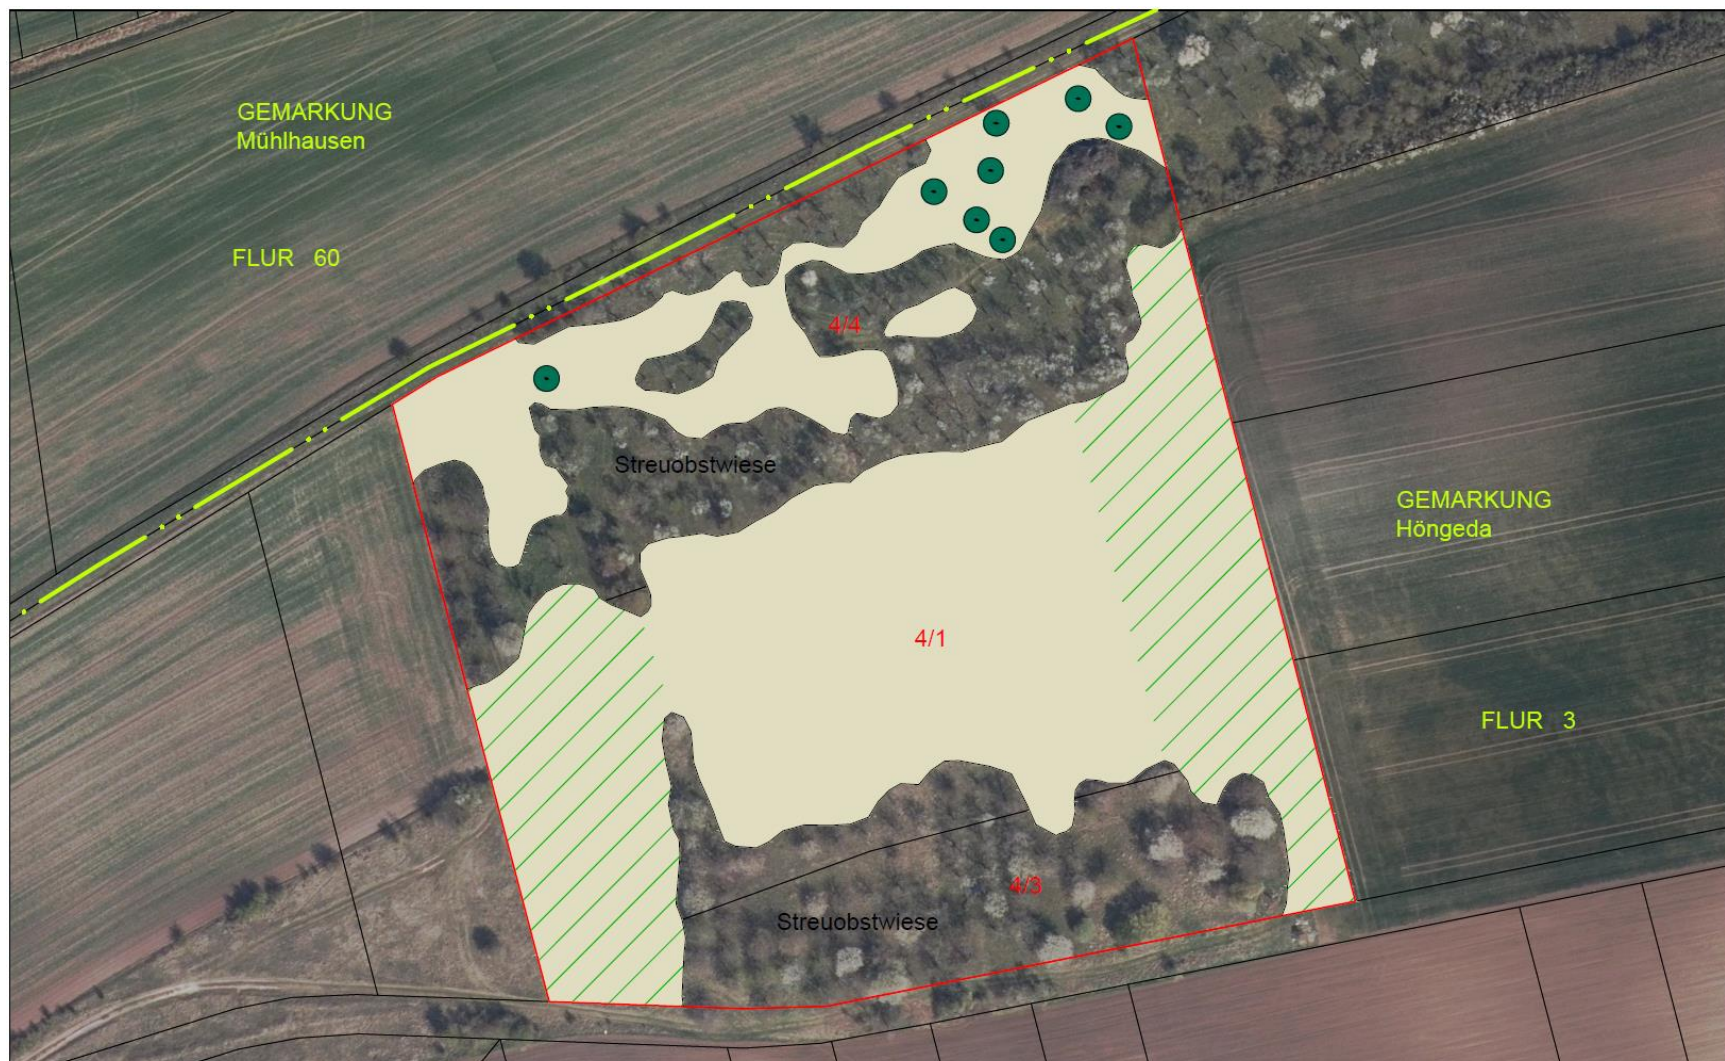 GEMARKUNG
Mühlhausen
FLUR 60
4/4
Streuobstwiese
GEMARKUNG
Höngeda
4/1
FLUR 3
4/3
Streuobstwiese